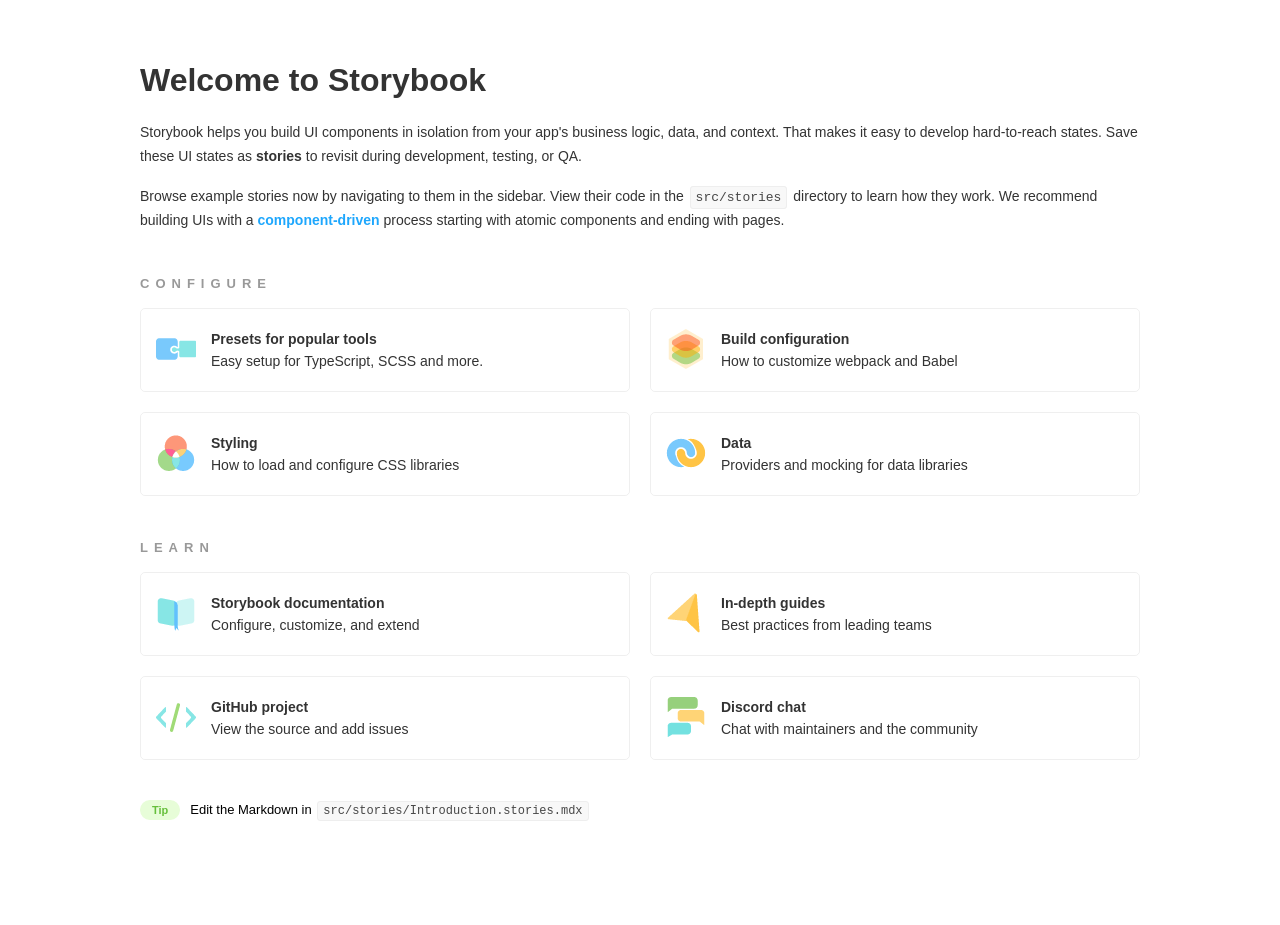 Welcome to Storybook
Storybook helps you build UI components in isolation from your app's business logic, data, and context. That makes it easy to develop hard-to-reach states. Save
these UI states as stories to revisit during development, testing, or QA.
Browse example stories now by navigating to them in the sidebar. View their code in the src/stories directory to learn how they work. We recommend
building UIs with a component-driven process starting with atomic components and ending with pages.
CONFIGURE
Presets for popular tools
Easy setup for TypeScript, SCSS and more.
Build configuration
How to customize webpack and Babel
Styling
How to load and configure CSS libraries
Data
Providers and mocking for data libraries
LEARN
Storybook documentation
Configure, customize, and extend
In-depth guides
Best practices from leading teams
GitHub project
View the source and add issues
Discord chat
Chat with maintainers and the community
Tip Edit the Markdown in src/stories/Introduction.stories.mdx